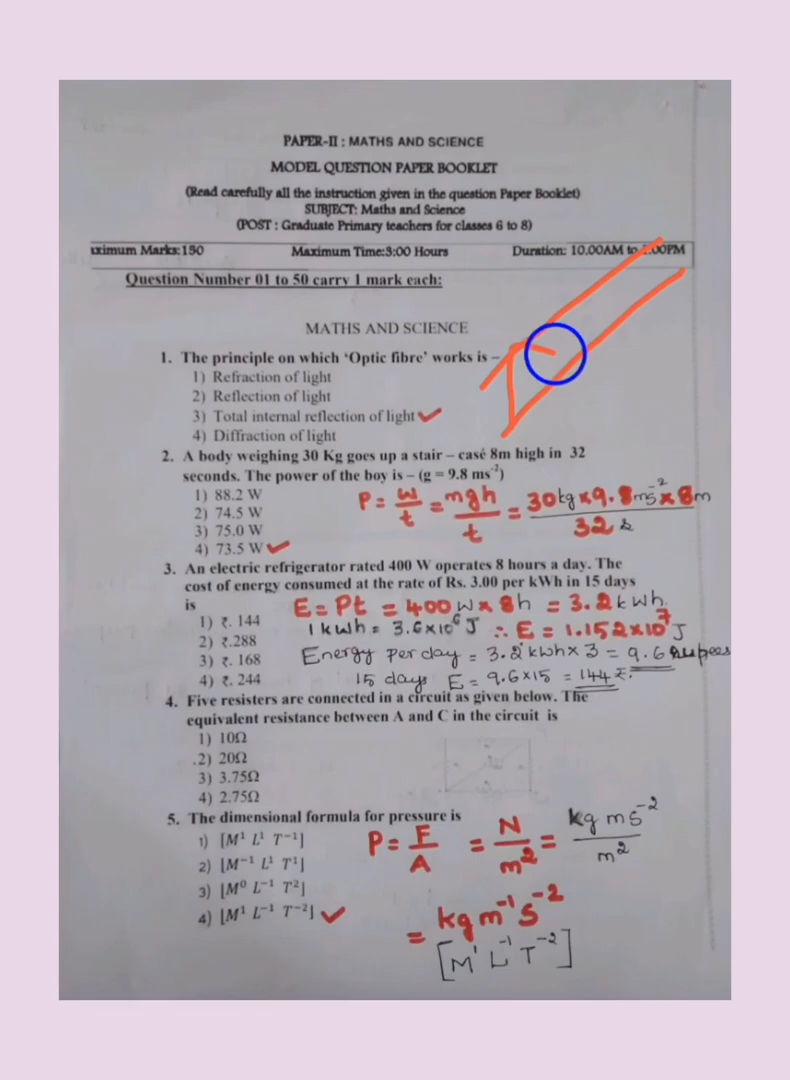 PAPER-II : MATHS AND SCIENCE
MODEL QUESTION PAPER BOOKLET
(Read carefully all the instruction given in the question Paper Booklet)
SUBJECT: Maths and Science
(POST : Graduate Primary teachers for classes 6 to 8)
ximum Marks:150 Maximum Time:3:00 Hours Duration: 10.00AM to .00PM
Question Number 01 to 50 carry 1 mark each:
MATHS AND SCIENCE
1. The principle on which ‘Optic fibre’ works is –
1) Refraction of light
2) Reflection of light
3) Total internal reflection of light ✓
4) Diffraction of light
2. A body weighing 30 Kg goes up a stair – case 8m high in 32
seconds. The power of the boy is – (g = 9.8 ms⁻²)
1) 88.2 W
2) 74.5 W
3) 75.0 W
4) 73.5 W ✓
P = W/t = mgh/t = 30kg x 9.8 ms⁻² x 8m / 32 s
3. An electric refrigerator rated 400 W operates 8 hours a day. The
cost of energy consumed at the rate of Rs. 3.00 per kWh in 15 days
is
E = Pt = 400 W x 8h = 3.2 kwh
1) ₹. 144
1 kwh = 3.6x10⁶ J ∴ E = 1.152x10⁷ J
2) ₹.288
Energy per day = 3.2 kwh x 3 = 9.6 Rupees
3) ₹. 168
15 days E = 9.6 x 15 = 144 ₹.
4) ₹. 244
4. Five resisters are connected in a circuit as given below. The
equivalent resistance between A and C in the circuit is
1) 10Ω
2) 20Ω
3) 3.75Ω
4) 2.75Ω
5. The dimensional formula for pressure is
1) [M¹ L¹ T⁻¹]
2) [M⁻¹ L¹ T¹]
3) [M⁰ L⁻¹ T²]
4) [M¹ L⁻¹ T⁻²] ✓
P = F/A = N/m² = kg m s⁻²/m²
= kg m⁻¹ s⁻²
[M¹ L⁻¹ T⁻²]